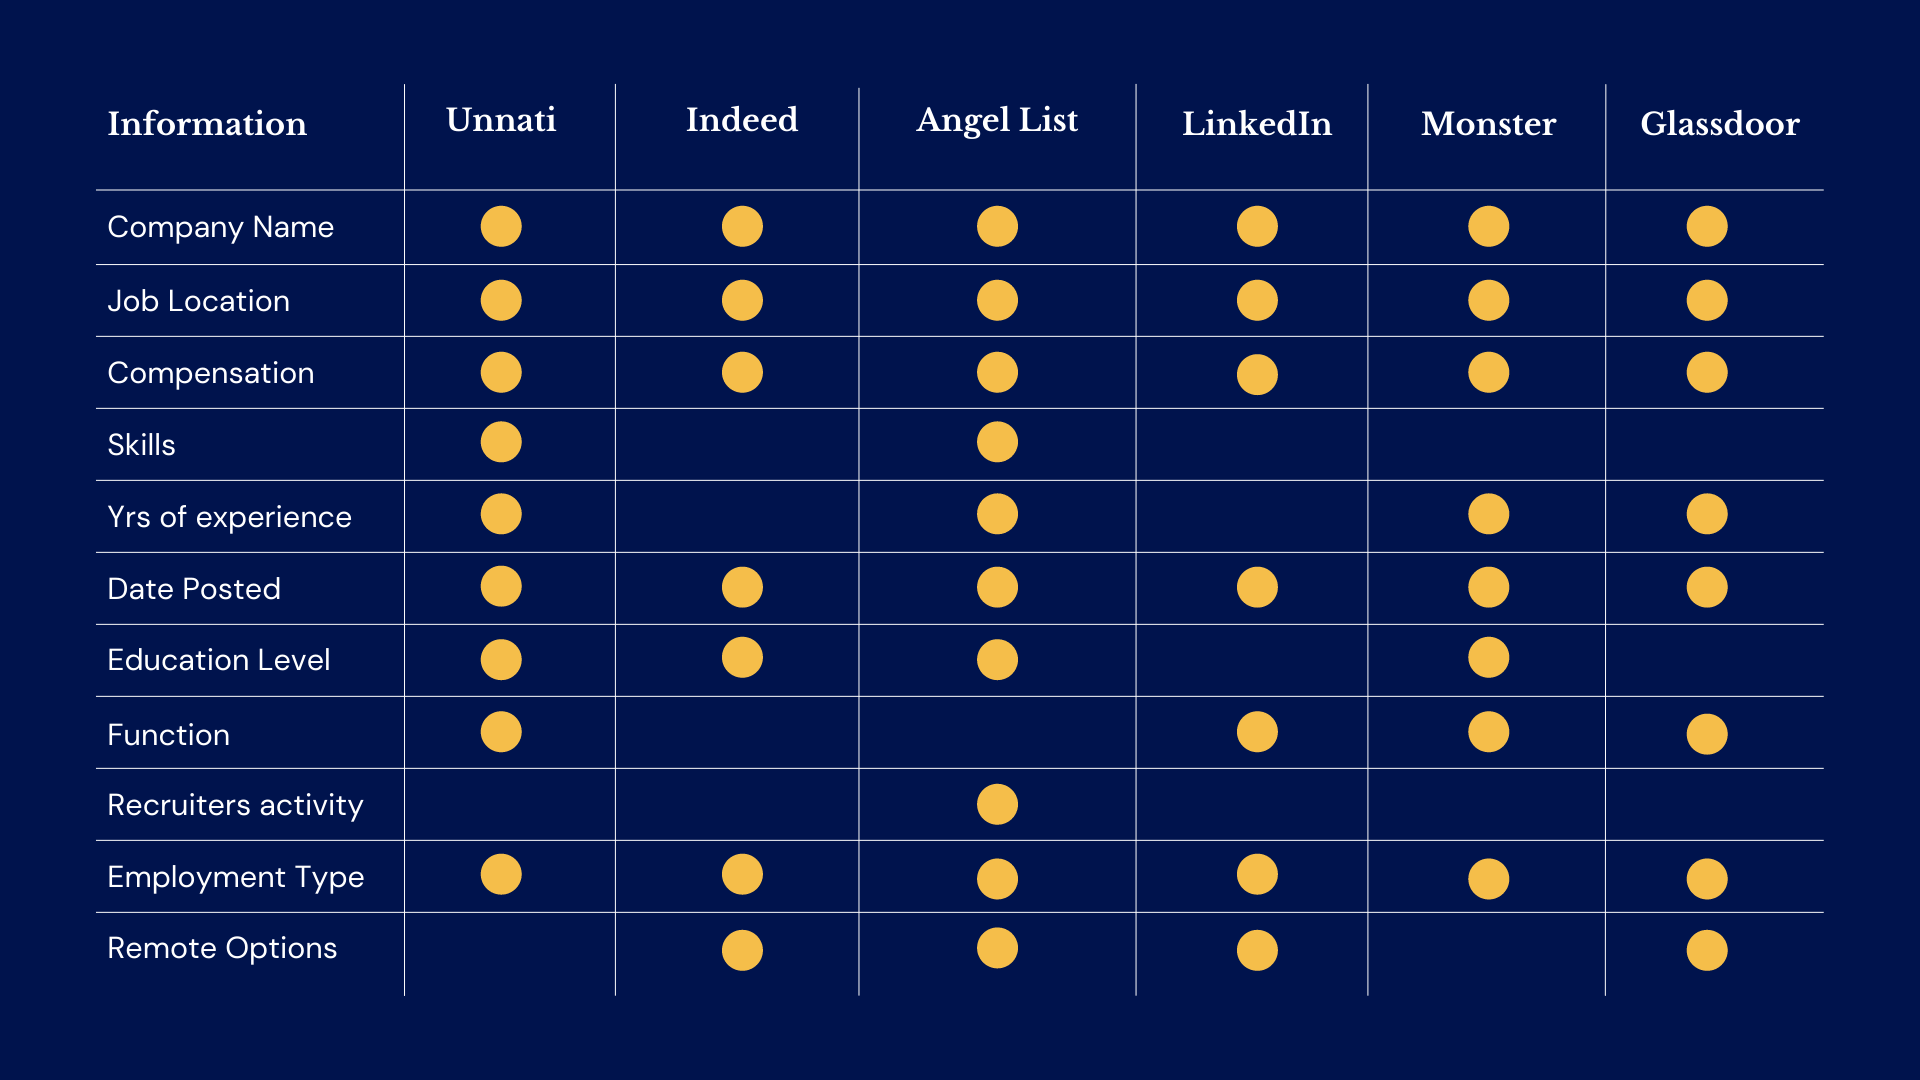 Information Unnati Indeed Angel List LinkedIn Monster Glassdoor
Company Name
Job Location
Compensation
Skills
Yrs of experience
Date Posted
Education Level
Function
Recruiters activity
Employment Type
Remote Options